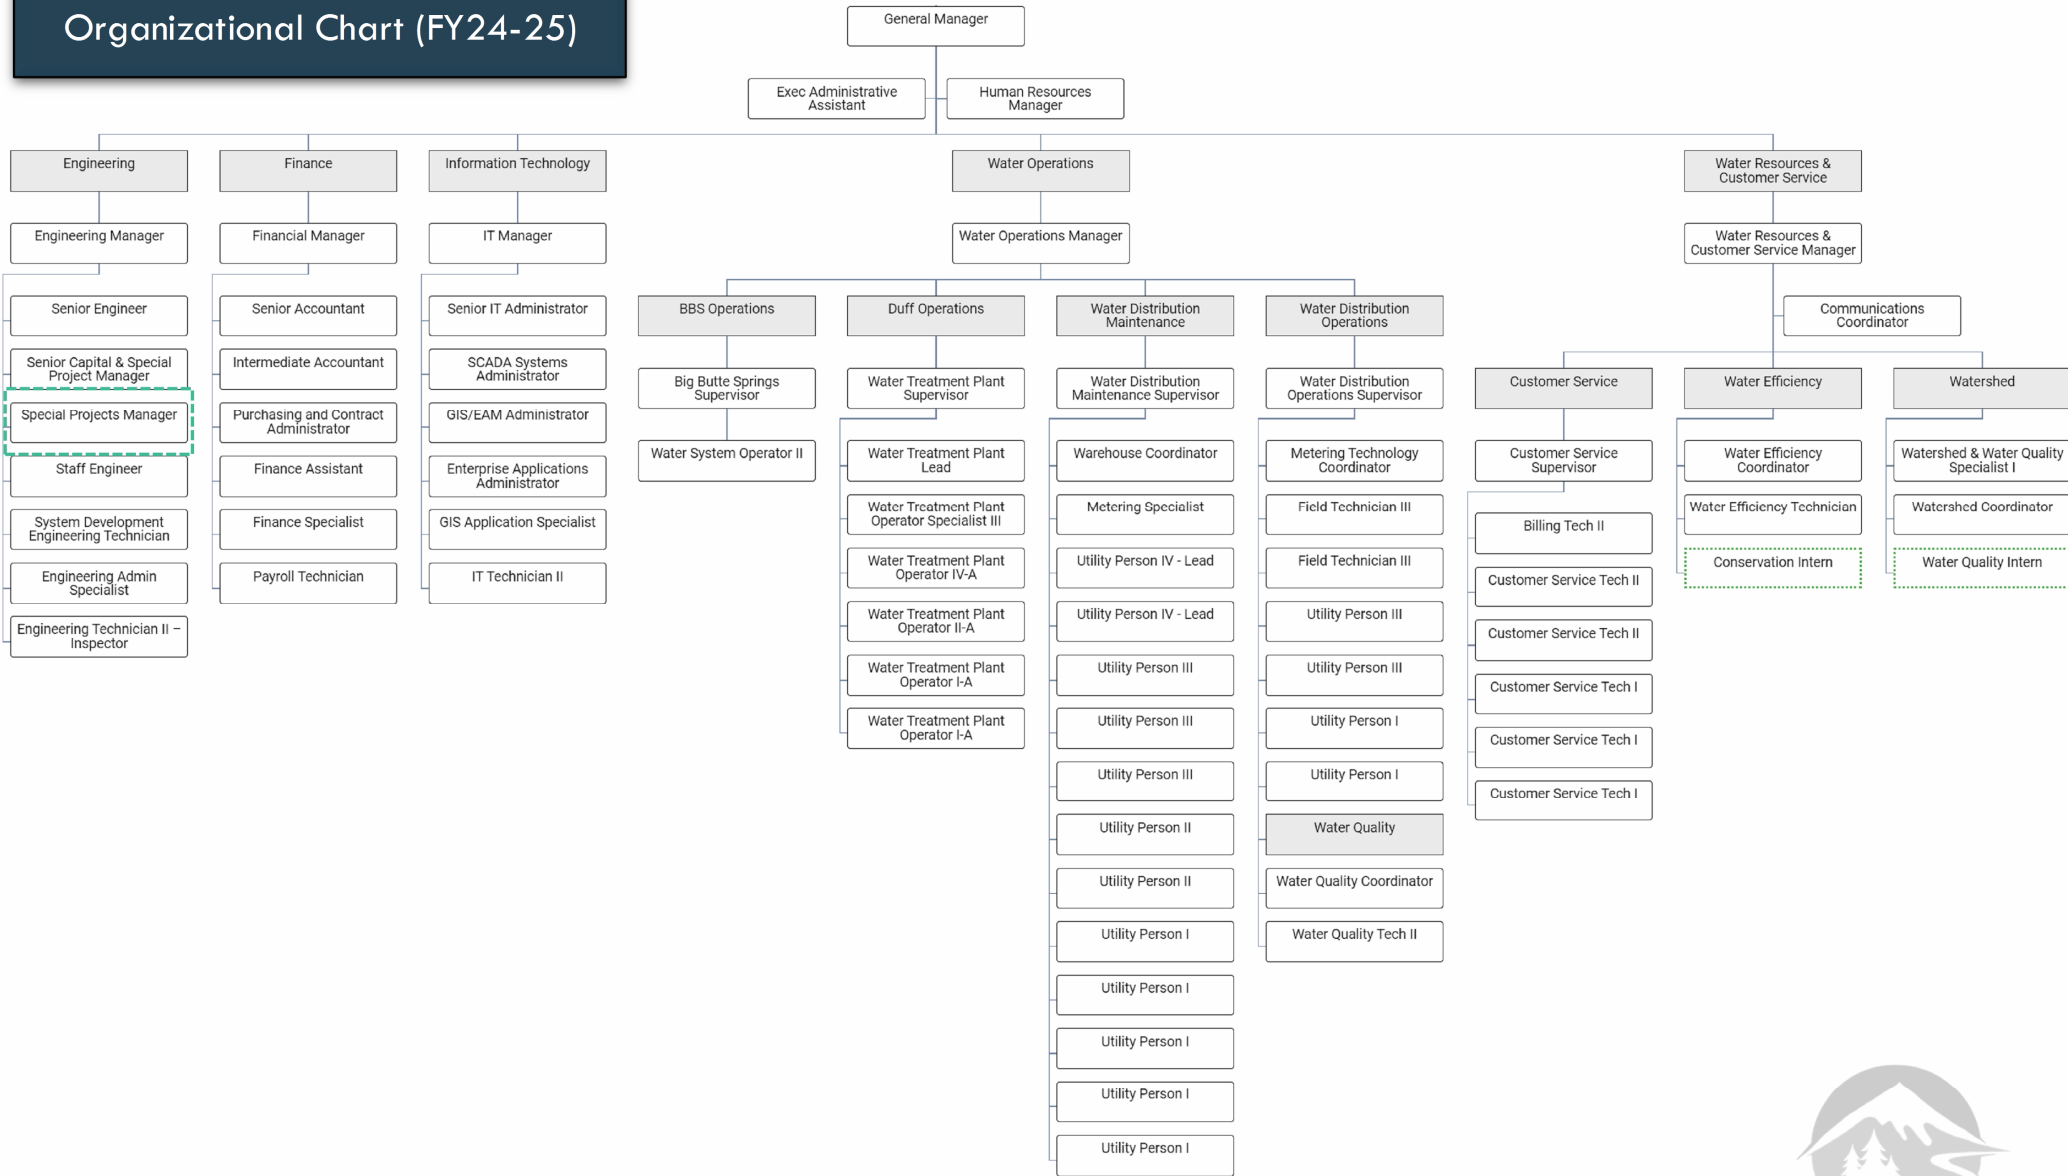 Organizational Chart (FY24-25)
General Manager
Exec Administrative
Assistant
Human Resources
Manager
Engineering
Engineering Manager
Senior Engineer
Senior Capital & Special
Project Manager
Special Projects Manager
Staff Engineer
System Development
Engineering Technician
Engineering Admin
Specialist
Engineering Technician II –
Inspector
Finance
Financial Manager
Senior Accountant
Intermediate Accountant
Purchasing and Contract
Administrator
Finance Assistant
Finance Specialist
Payroll Technician
Information Technology
IT Manager
Senior IT Administrator
SCADA Systems
Administrator
GIS/EAM Administrator
Enterprise Applications
Administrator
GIS Application Specialist
IT Technician II
Water Operations
Water Operations Manager
BBS Operations
Big Butte Springs
Supervisor
Water System Operator II
Duff Operations
Water Treatment Plant
Supervisor
Water Treatment Plant
Lead
Water Treatment Plant
Operator Specialist III
Water Treatment Plant
Operator IV-A
Water Treatment Plant
Operator II-A
Water Treatment Plant
Operator I-A
Water Treatment Plant
Operator I-A
Water Distribution
Maintenance
Water Distribution
Maintenance Supervisor
Warehouse Coordinator
Metering Specialist
Utility Person IV - Lead
Utility Person IV - Lead
Utility Person III
Utility Person III
Utility Person III
Utility Person II
Utility Person II
Utility Person I
Utility Person I
Utility Person I
Utility Person I
Utility Person I
Water Distribution
Operations
Water Distribution
Operations Supervisor
Metering Technology
Coordinator
Field Technician III
Field Technician III
Utility Person III
Utility Person III
Utility Person I
Utility Person I
Water Quality
Water Quality Coordinator
Water Quality Tech II
Water Resources &
Customer Service
Water Resources &
Customer Service Manager
Communications
Coordinator
Customer Service
Customer Service
Supervisor
Billing Tech II
Customer Service Tech II
Customer Service Tech II
Customer Service Tech I
Customer Service Tech I
Customer Service Tech I
Water Efficiency
Water Efficiency
Coordinator
Water Efficiency Technician
Conservation Intern
Watershed
Watershed & Water Quality
Specialist I
Watershed Coordinator
Water Quality Intern